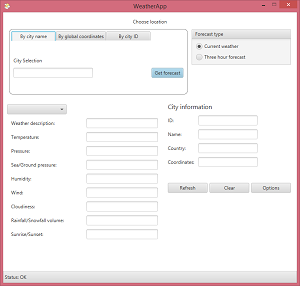 WeatherApp
Choose location
By city name
By global coordinates
By city ID
City Selection
Get forecast
Forecast type
Current weather
Three hour forecast
Weather description:
Temperature:
Pressure:
Sea/Ground pressure:
Humidity:
Wind:
Cloudiness:
Rainfall/Snowfall volume:
Sunrise/Sunset:
City information
ID:
Name:
Country:
Coordinates
Refresh
Clear
Options
Status: OK